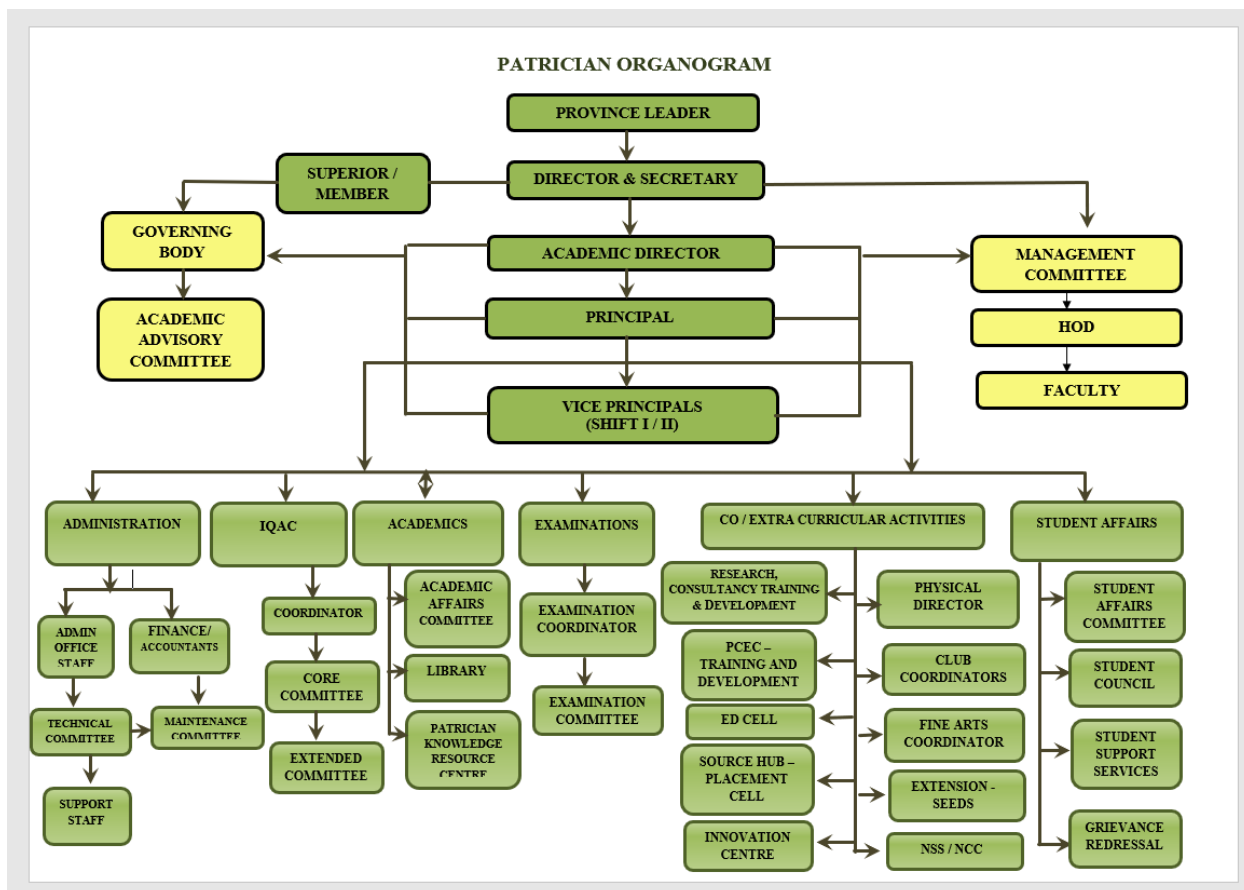 PATRICIAN ORGANOGRAM
PROVINCE LEADER
SUPERIOR /
MEMBER
DIRECTOR & SECRETARY
GOVERNING
BODY
ACADEMIC DIRECTOR
MANAGEMENT
COMMITTEE
ACADEMIC
ADVISORY
COMMITTEE
PRINCIPAL
HOD
VICE PRINCIPALS
(SHIFT I / II)
FACULTY
ADMINISTRATION
IQAC
ACADEMICS
EXAMINATIONS
CO / EXTRA CURRICULAR ACTIVITIES
STUDENT AFFAIRS
ADMIN
OFFICE
STAFF
FINANCE/
ACCOUNTANTS
TECHNICAL
COMMITTEE
MAINTENANCE
COMMITTEE
SUPPORT
STAFF
COORDINATOR
CORE
COMMITTEE
EXTENDED
COMMITTEE
ACADEMIC
AFFAIRS
COMMITTEE
LIBRARY
PATRICIAN
KNOWLEDGE
RESOURCE
CENTRE
EXAMINATION
COORDINATOR
EXAMINATION
COMMITTEE
RESEARCH,
CONSULTANCY TRAINING
& DEVELOPMENT
PCEC –
TRAINING AND
DEVELOPMENT
ED CELL
SOURCE HUB –
PLACEMENT
CELL
INNOVATION
CENTRE
PHYSICAL
DIRECTOR
CLUB
COORDINATORS
FINE ARTS
COORDINATOR
EXTENSION -
SEEDS
NSS / NCC
STUDENT
AFFAIRS
COMMITTEE
STUDENT
COUNCIL
STUDENT
SUPPORT
SERVICES
GRIEVANCE
REDRESSAL